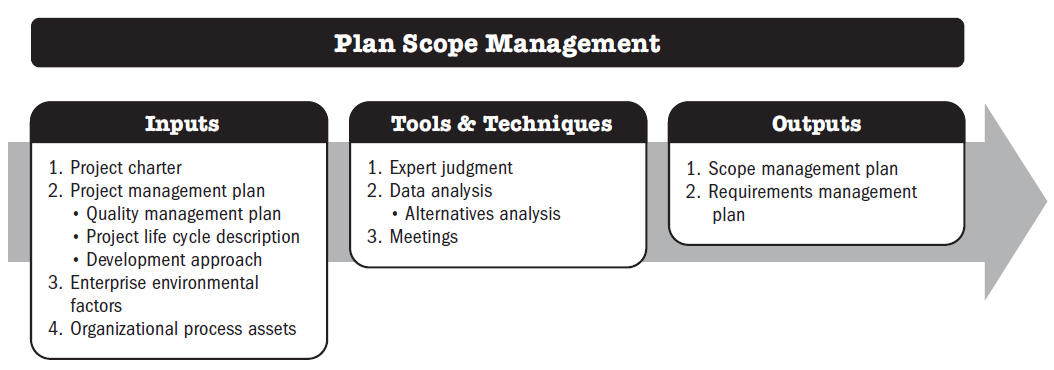 Plan Scope Management
Inputs
1. Project charter
2. Project management plan
• Quality management plan
• Project life cycle description
• Development approach
3. Enterprise environmental
factors
4. Organizational process assets
Tools & Techniques
1. Expert judgment
2. Data analysis
• Alternatives analysis
3. Meetings
Outputs
1. Scope management plan
2. Requirements management
plan